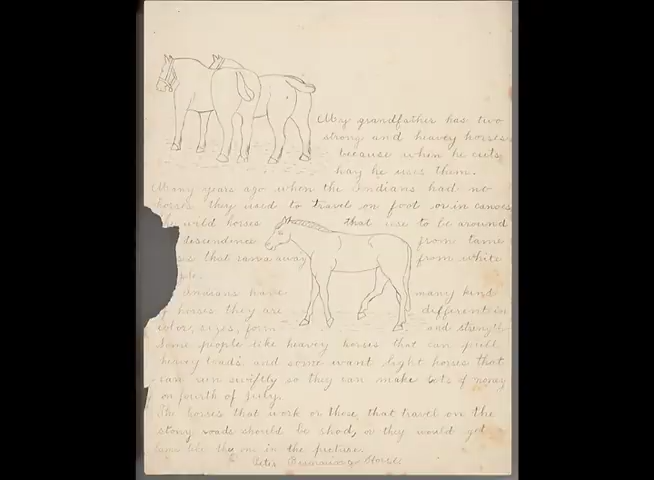 My grandfather has two
strong and heavey horses
because when he cuts
hay he uses them.
Many years ago when the Indians had no
horses they used to travel on foot or in canoes
wild horses that use to be around
descendence from tame
that ranaway from white
Indians have many kind
of horses they are different in
color, sizes, form and strength
Some people like heavey horses that can pull
heavey loads and some want light horses that
can run swiftly so they can make lots of money
on fourth of July.
The horses that work or those that travel on the
stony roads should be shod, or they would get
lame like the one in the picture.
Peter